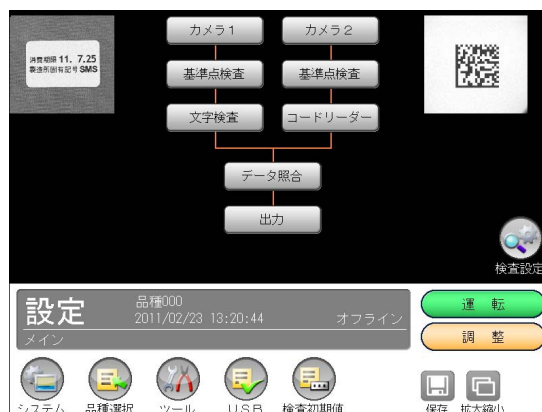 カメラ1 カメラ2
消費期限 11. 7.25
製造所固有記号 SMS
基準点検査 基準点検査
文字検査 コードリーダー
データ照合
出力
検査設定
設定
品種000
2011/02/23 13:20:44 オフライン
メイン
運 転
調 整
システム 品種選択 ツール USB 検査初期値 保存 拡大縮小